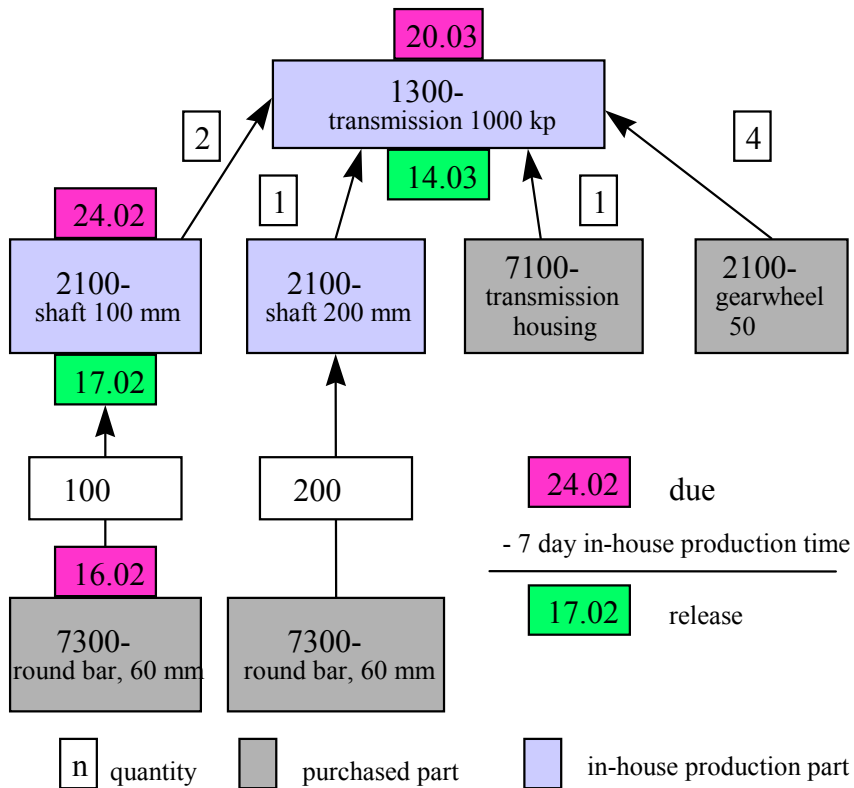 20.03
1300-
transmission 1000 kp
14.03
2
1
1
4
24.02
2100-
shaft 100 mm
17.02
2100-
shaft 200 mm
7100-
transmission
housing
2100-
gearwheel
50
100
200
16.02
7300-
round bar, 60 mm
7300-
round bar, 60 mm
24.02 due
- 7 day in-house production time
17.02 release
n quantity
purchased part
in-house production part